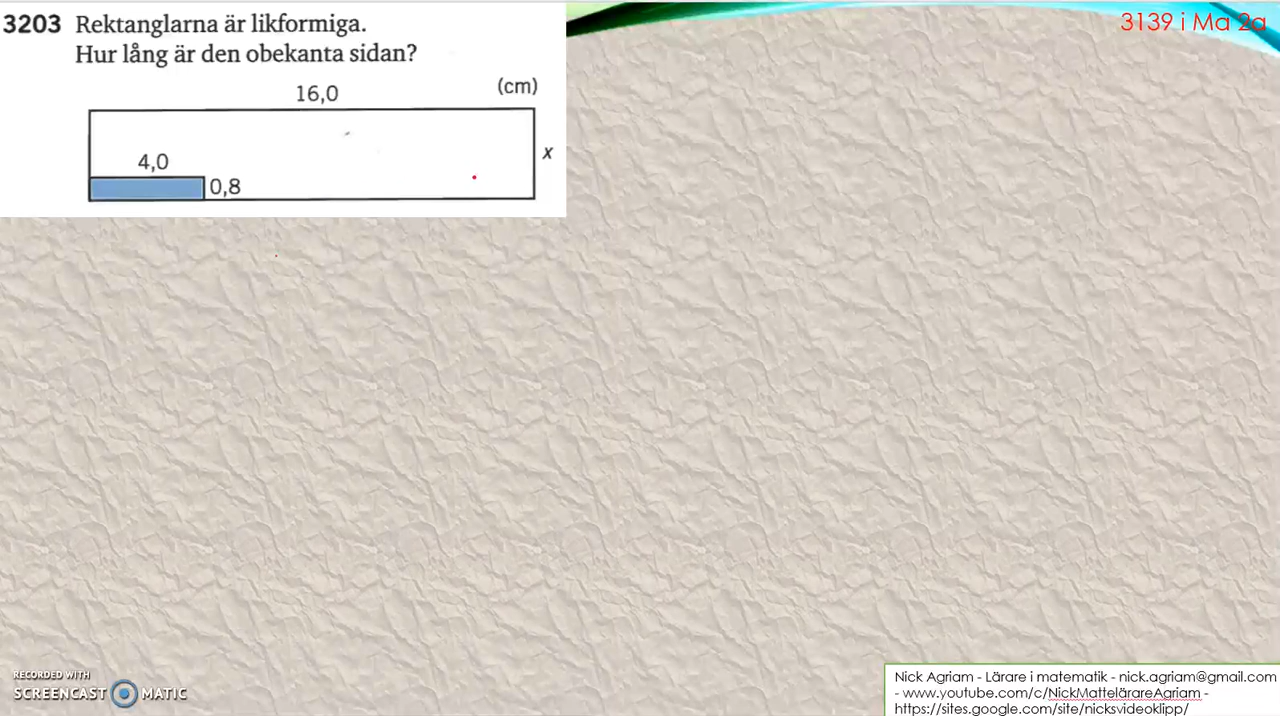 3203 Rektanglarna är likformiga.
Hur lång är den obekanta sidan?
3139 i Ma 2a
16,0
(cm)
x
4,0
0,8
RECORDED WITH
SCREENCAST MATIC
Nick Agriam - Lärare i matematik - nick.agriam@gmail.com
- www.youtube.com/c/NickMattelärareAgriam -
https://sites.google.com/site/nicksvideoklipp/